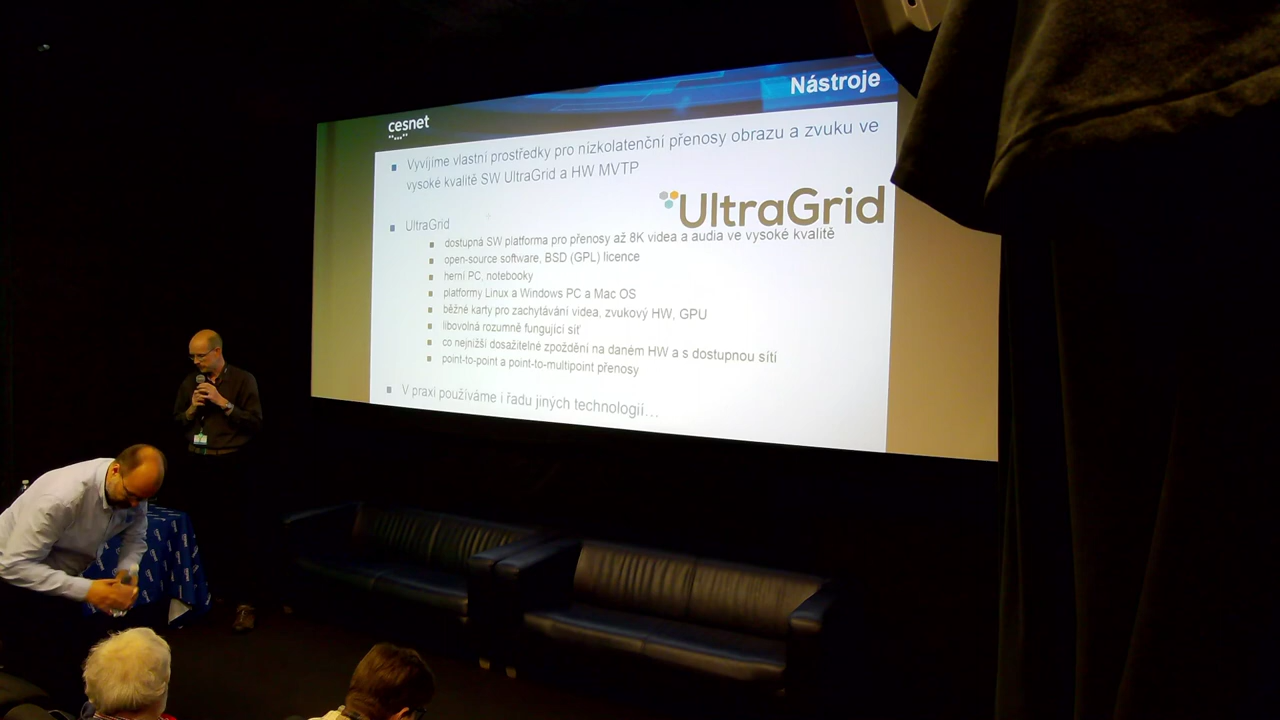 Nástroje
cesnet
Vyvíjíme vlastní prostředky pro nízkolatenční přenosy obrazu a zvuku ve
vysoké kvalitě SW UltraGrid a HW MVTP
UltraGrid
UltraGrid
dostupná SW platforma pro přenosy až 8K videa a audia ve vysoké kvalitě
open-source software, BSD (GPL) licence
herní PC, notebooky
platformy Linux a Windows PC a Mac OS
běžné karty pro zachytávání videa, zvukový HW, GPU
libovolná rozumně fungující síť
co nejnižší dosažitelné zpoždění na daném HW a s dostupnou sítí
point-to-point a point-to-multipoint přenosy
V praxi používáme i řadu jiných technologií…